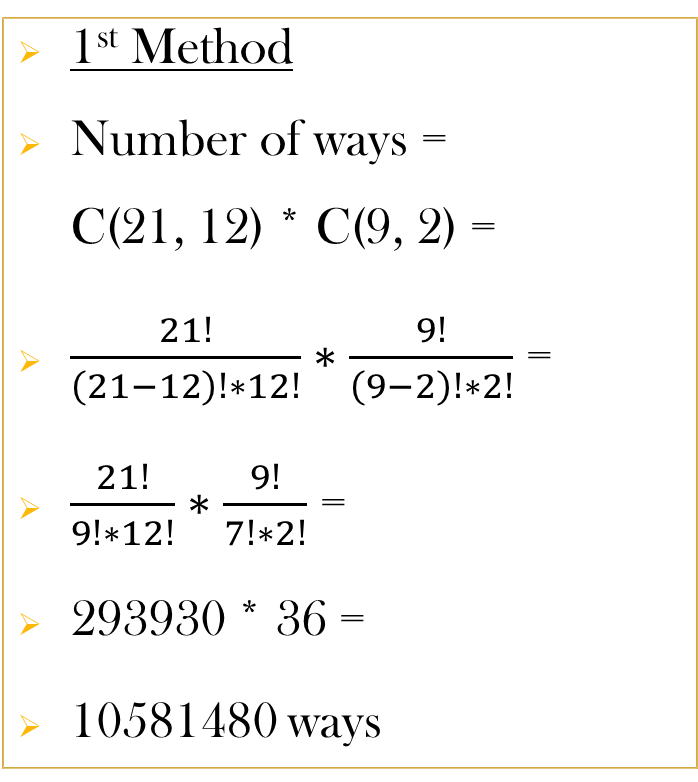 1st Method
Number of ways =
C(21, 12) * C(9, 2) =
21!/((21−12)!∗12!) ∗ 9!/((9−2)!∗2!) =
21!/(9!∗12!) ∗ 9!/(7!∗2!) =
293930 * 36 =
10581480 ways